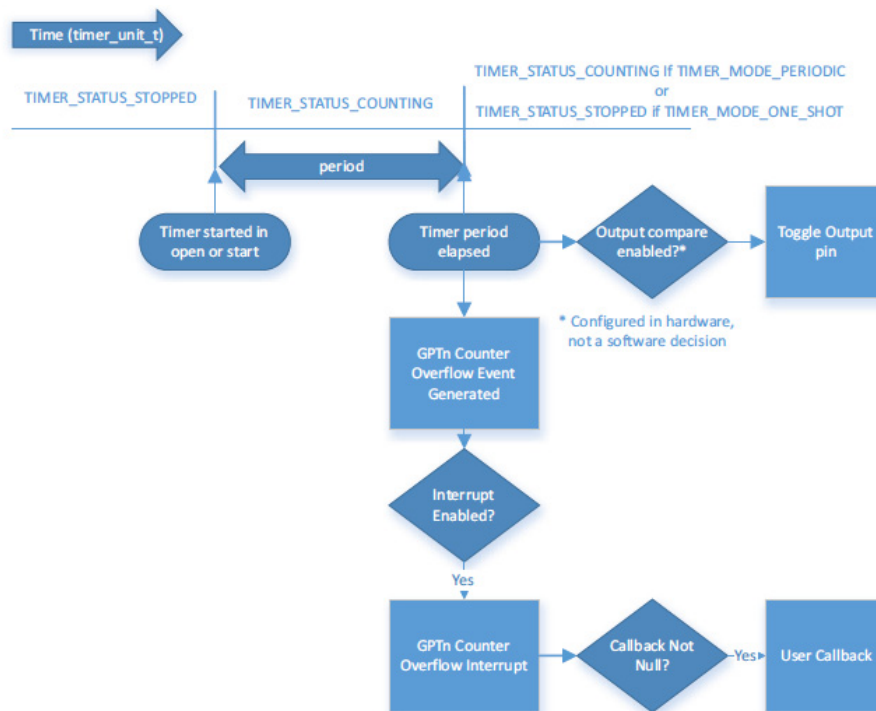 Time (timer_unit_t)
TIMER_STATUS_STOPPED
TIMER_STATUS_COUNTING
TIMER_STATUS_COUNTING If TIMER_MODE_PERIODIC
or
TIMER_STATUS_STOPPED if TIMER_MODE_ONE_SHOT
period
Timer started in
open or start
Timer period
elapsed
Output compare
enabled?*
Toggle Output
pin
* Configured in hardware,
not a software decision
GPTn Counter
Overflow Event
Generated
Interrupt
Enabled?
Yes
GPTn Counter
Overflow Interrupt
Callback Not
Null?
Yes
User Callback